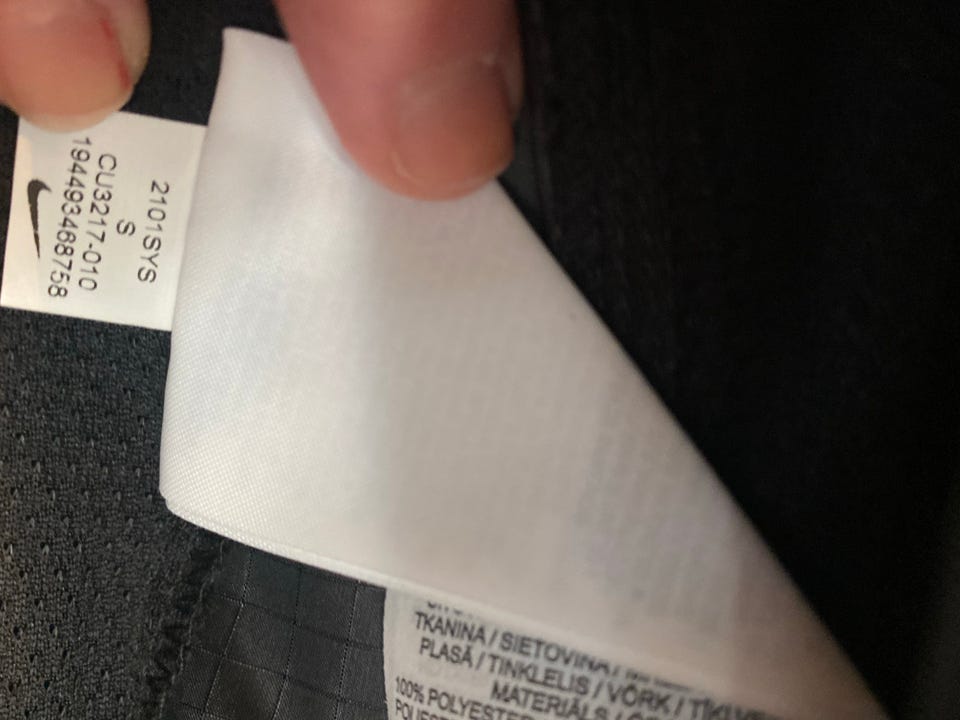 2101SYS
S
CU3217-010
194493468758
TKANINA / SIETOVINA /
PLASĂ / TINKLELIS / VÕRK /
MATERIĀLS /
100% POLYESTER